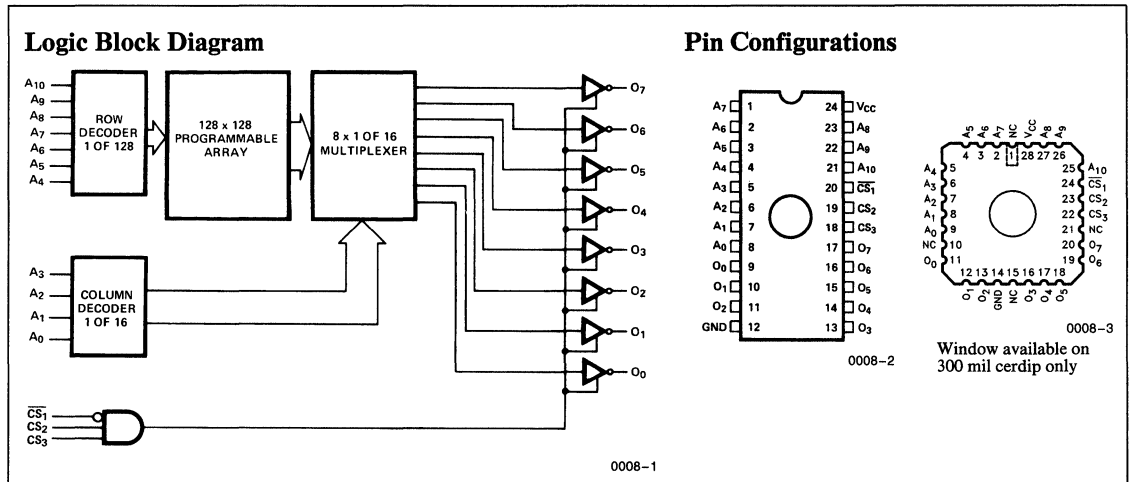 Logic Block Diagram
A10
A9
A8
A7
A6
A5
A4
ROW
DECODER
1 OF 128
128 x 128
PROGRAMMABLE
ARRAY
8 x 1 OF 16
MULTIPLEXER
A3
A2
A1
A0
COLUMN
DECODER
1 OF 16
CS1
CS2
CS3
O7
O6
O5
O4
O3
O2
O1
O0
0008-1
Pin Configurations
A7 1 24 VCC
A6 2 23 A8
A5 3 22 A9
A4 4 21 A10
A3 5 20 CS1
A2 6 19 CS2
A1 7 18 CS3
A0 8 17 O7
O0 9 16 O6
O1 10 15 O5
O2 11 14 O4
GND 12 13 O3
0008-2
A5 A6 A7 NC VCC A8 A9
4 3 2 1 28 27 26
A4 5 25 A10
A3 6 24 CS1
A2 7 23 CS2
A1 8 22 CS3
A0 9 21 NC
NC 10 20 O7
O0 11 19 O6
12 13 14 15 16 17 18
O1 O2 GND NC O3 O4 O5
0008-3
Window available on
300 mil cerdip only